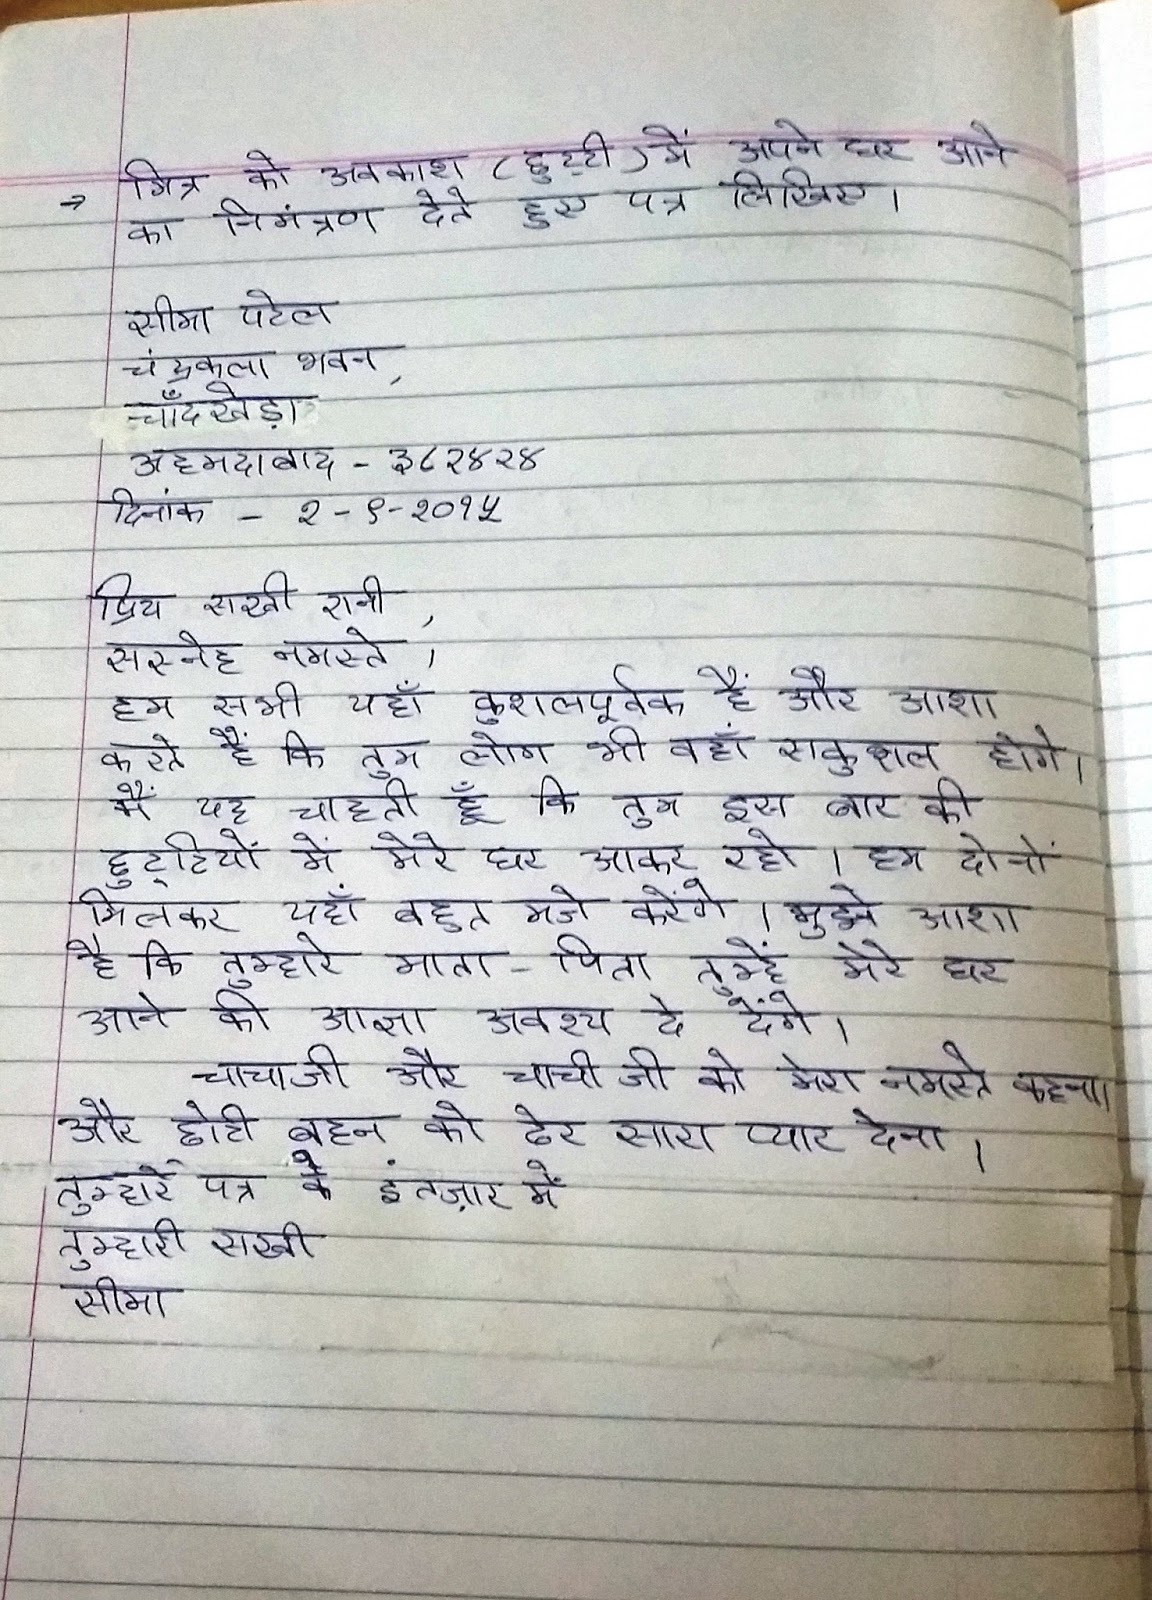 → मित्र को अवकाश (छुट्टी) में अपने घर आने
का निमंत्रण देते हुए पत्र लिखिए।
सीमा पटेल
चंद्रकला भवन,
चाँदखेड़ा
अहमदाबाद - ३८२४२४
दिनांक - २-९-२०१५
प्रिय सखी रानी,
सस्नेह नमस्ते।
हम सभी यहाँ कुशलपूर्वक हैं और आशा
करते हैं कि तुम लोग भी वहाँ सकुशल होगे।
मैं यह चाहती हूँ कि तुम इस बार की
छुट्टियों में मेरे घर आकर रहो। हम दोनों
मिलकर यहाँ बहुत मजे करेंगे। मुझे आशा
है कि तुम्हारे माता-पिता तुम्हें मेरे घर
आने की आज्ञा अवश्य दे देंगे।
चाचाजी और चाची जी को मेरा नमस्ते कहना।
और छोटी बहन को ढेर सारा प्यार देना।
तुम्हारे पत्र के इंतज़ार में
तुम्हारी सखी
सीमा